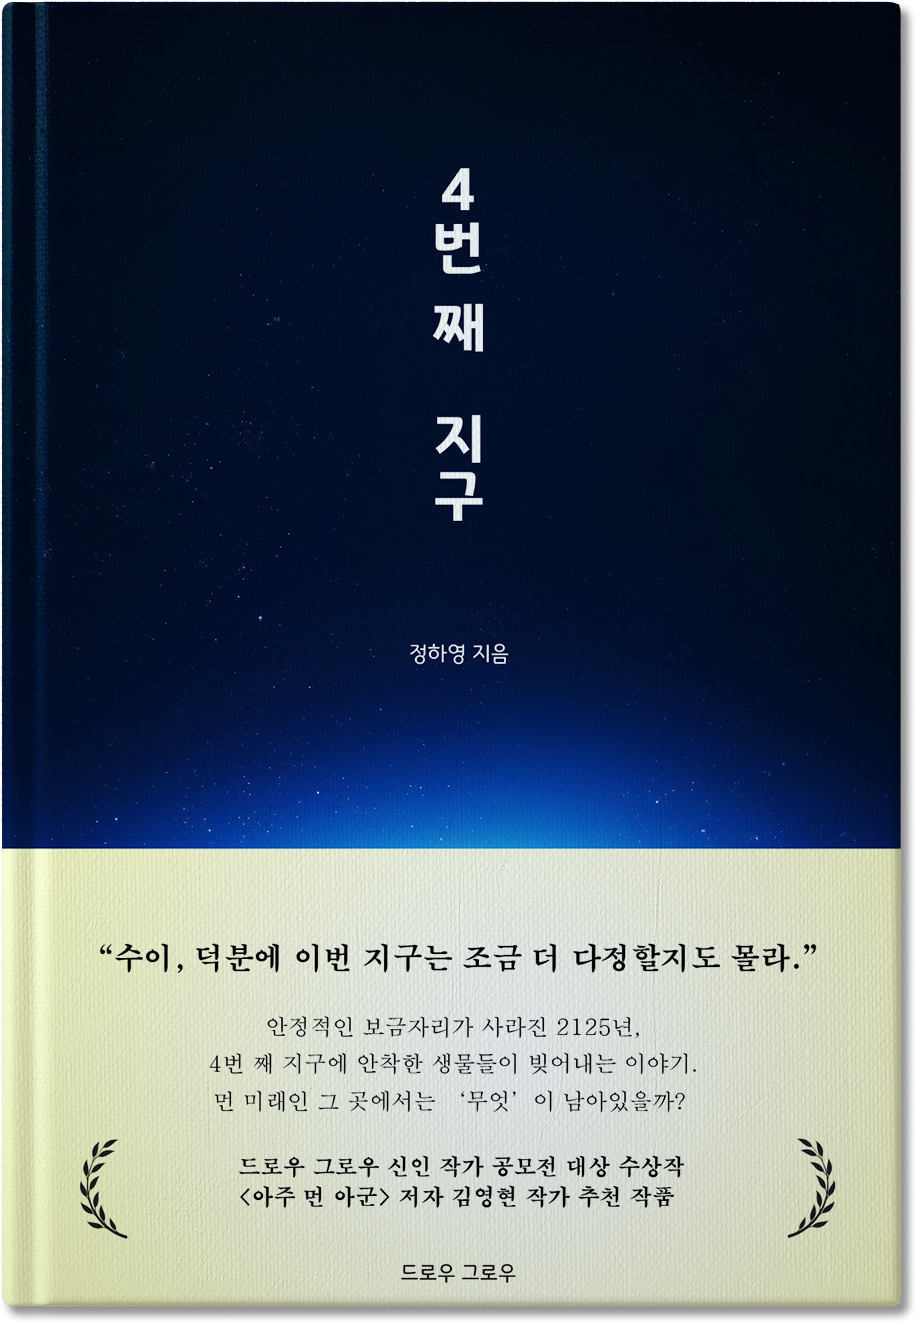 4번 째 지구
정하영 지음
“수이, 덕분에 이번 지구는 조금 더 다정할지도 몰라.”
안정적인 보금자리가 사라진 2125년,
4번 째 지구에 안착한 생물들이 빚어내는 이야기.
먼 미래인 그 곳에서는 ‘무엇’이 남아있을까?
드로우 그로우 신인 작가 공모전 대상 수상작
<아주 먼 아군> 저자 김영현 작가 추천 작품
드로우 그로우